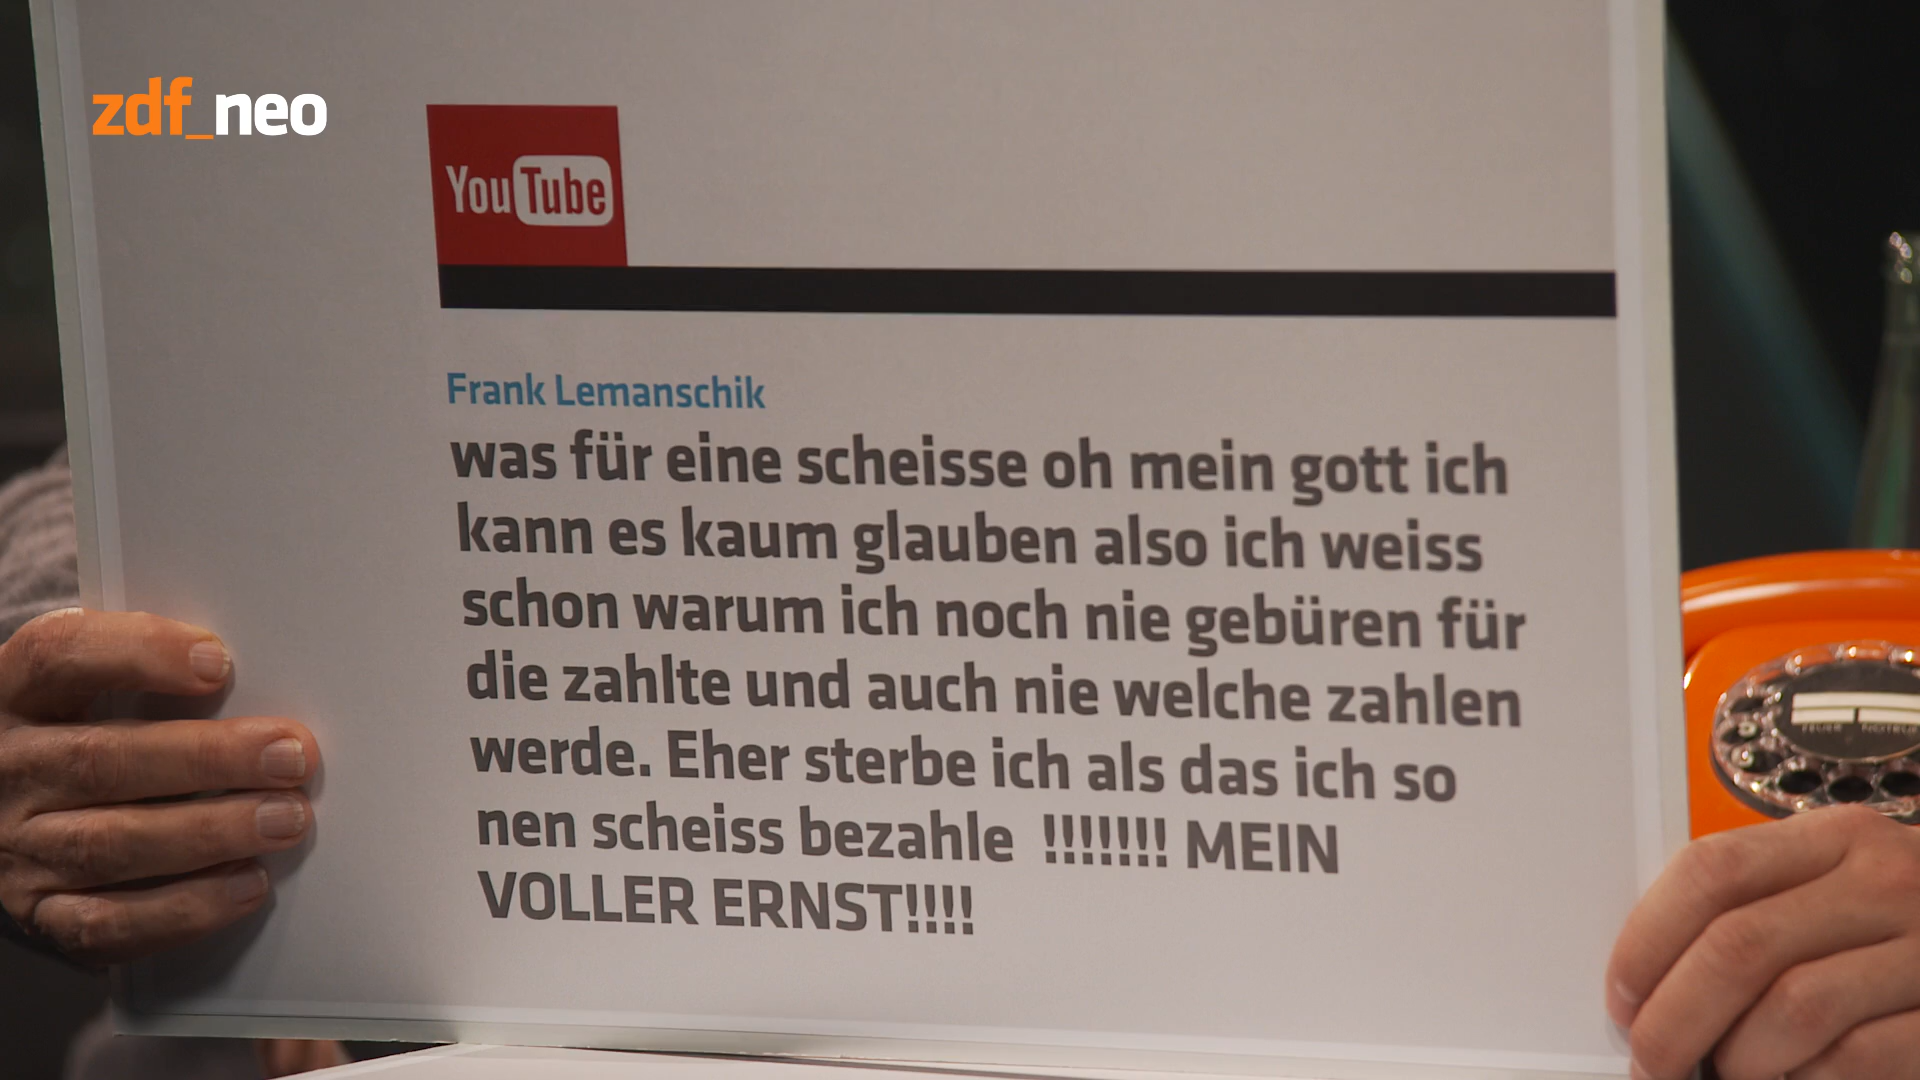 zdf_neo
YouTube
Frank Lemanschik
was für eine scheisse oh mein gott ich
kann es kaum glauben also ich weiss
schon warum ich noch nie gebüren für
die zahlte und auch nie welche zahlen
werde. Eher sterbe ich als das ich so
nen scheiss bezahle !!!!!!! MEIN
VOLLER ERNST!!!!